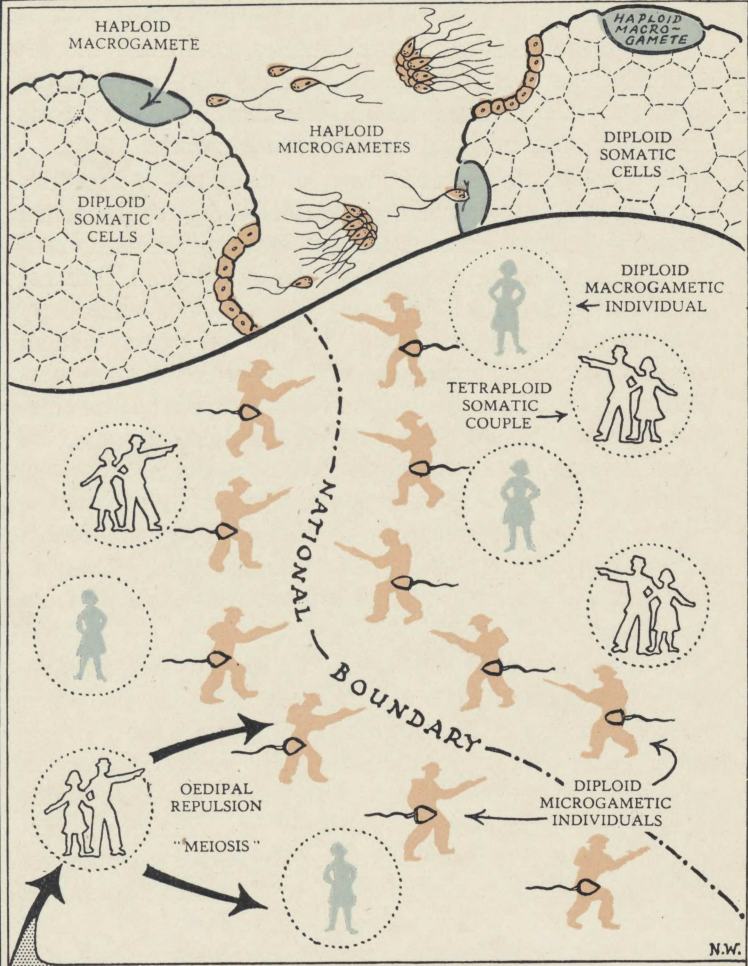 HAPLOID
MACROGAMETE
HAPLOID
MACRO-
GAMETE
HAPLOID
MICROGAMETES
DIPLOID
SOMATIC
CELLS
DIPLOID
SOMATIC
CELLS
DIPLOID
MACROGAMETIC
INDIVIDUAL
TETRAPLOID
SOMATIC
COUPLE
NATIONAL
BOUNDARY
OEDIPAL
REPULSION
"MEIOSIS"
DIPLOID
MICROGAMETIC
INDIVIDUALS
N.W.